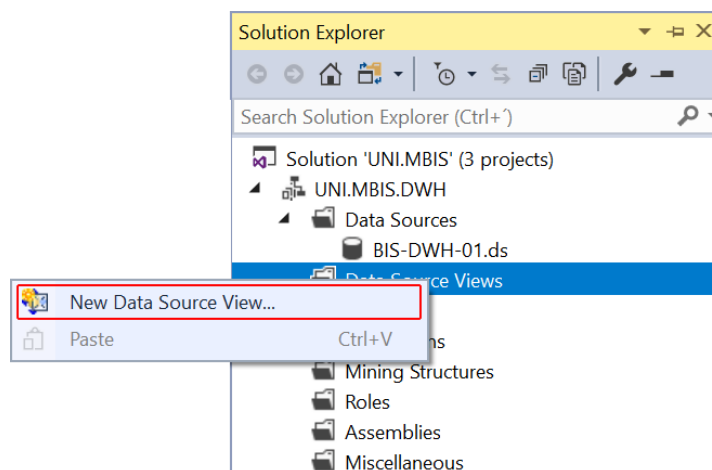 Solution Explorer
Search Solution Explorer (Ctrl+´)
Solution 'UNI.MBIS' (3 projects)
UNI.MBIS.DWH
Data Sources
BIS-DWH-01.ds
Data Source Views
New Data Source View...
Paste Ctrl+V
Mining Structures
Roles
Assemblies
Miscellaneous